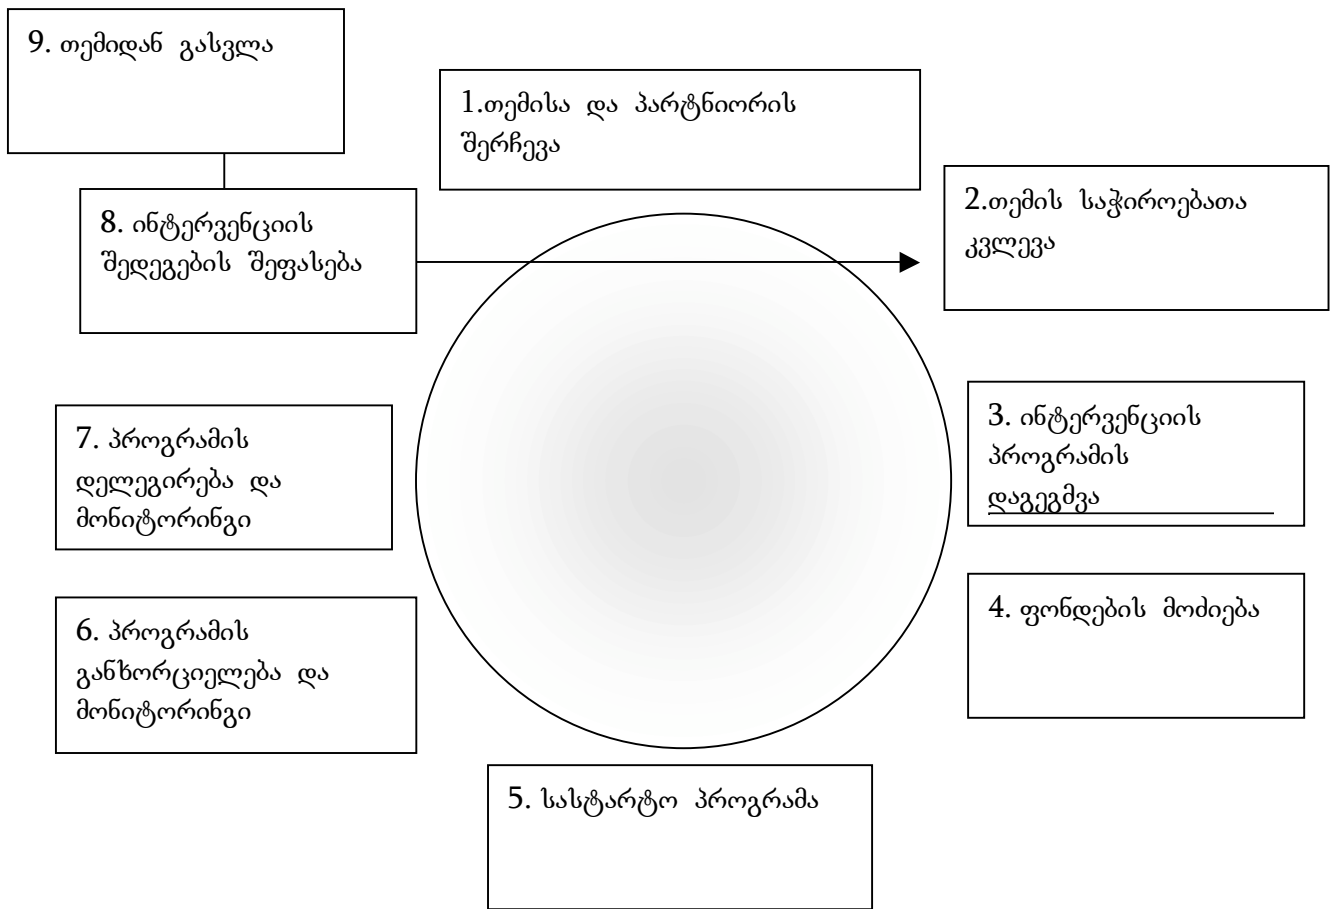 9. თემიდან გასვლა
1.თემისა და პარტნიორის
შერჩევა
2.თემის საჭიროებათა
კვლევა
8. ინტერვენციის
შედეგების შეფასება
3. ინტერვენციის
პროგრამის
დაგეგმვა
7. პროგრამის
დელეგირება და
მონიტორინგი
4. ფონდების მოძიება
6. პროგრამის
განხორციელება და
მონიტორინგი
5. სასტარტო პროგრამა